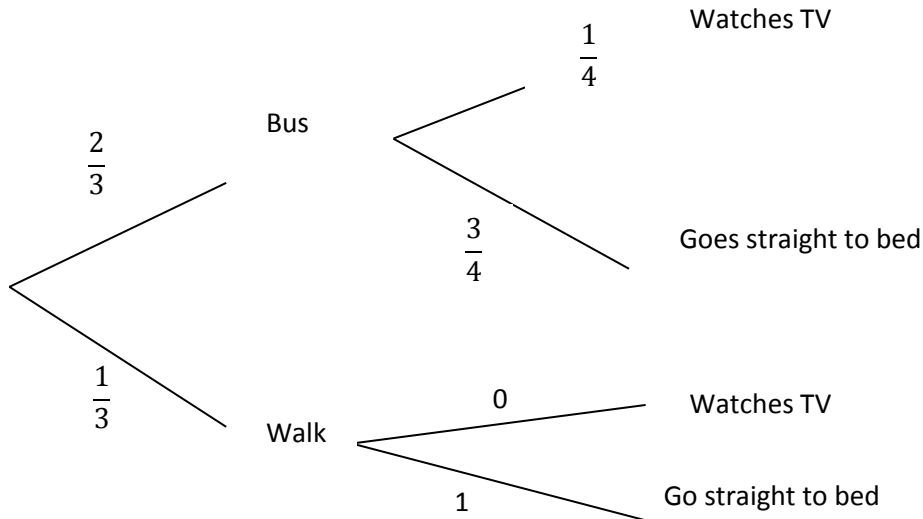 Watches TV
1/4
Bus
2/3
Goes straight to bed
3/4
1/3
0
Watches TV
Walk
1
Go straight to bed